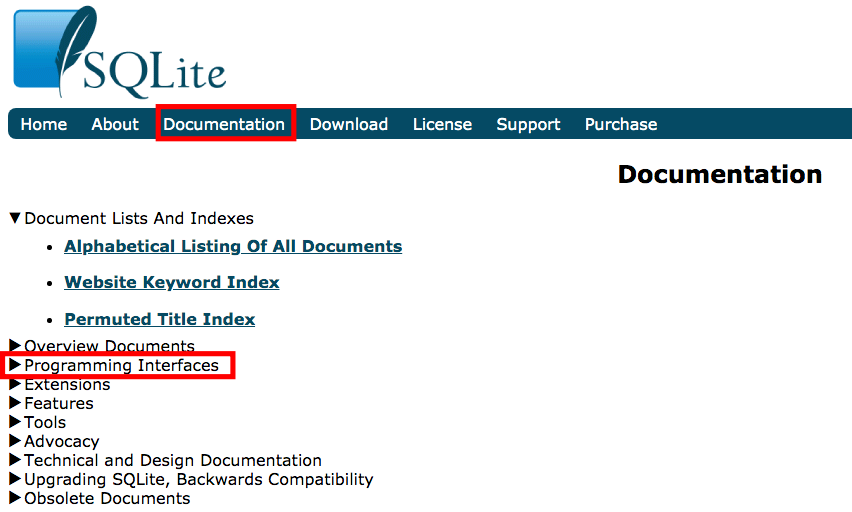 SQLite
Home About Documentation Download License Support Purchase
Documentation
▼Document Lists And Indexes
• Alphabetical Listing Of All Documents
• Website Keyword Index
• Permuted Title Index
▶Overview Documents
▶Programming Interfaces
▶Extensions
▶Features
▶Tools
▶Advocacy
▶Technical and Design Documentation
▶Upgrading SQLite, Backwards Compatibility
▶Obsolete Documents